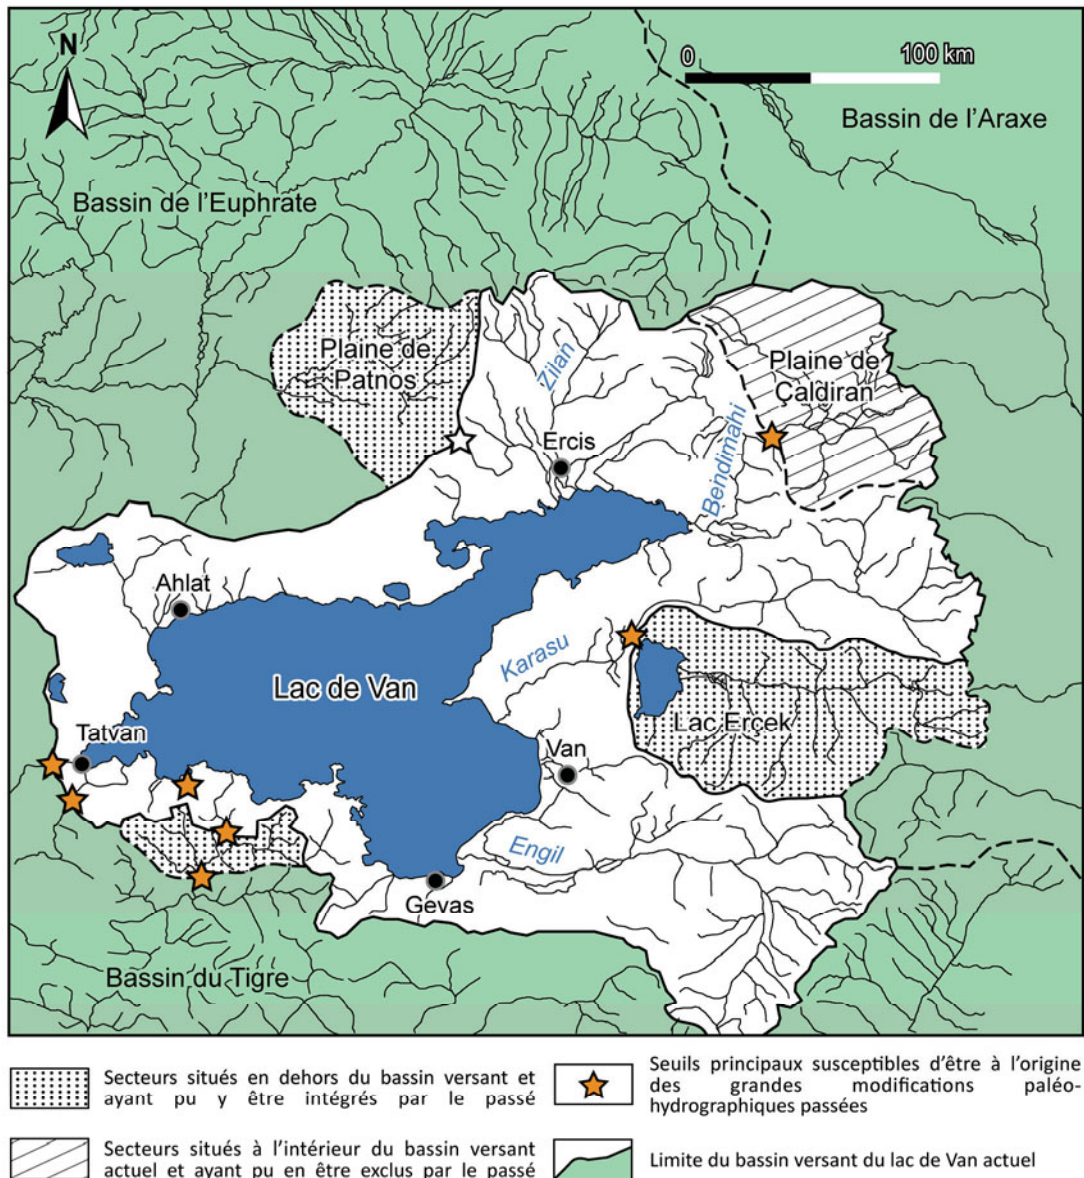 N
0 100 km
Bassin de l'Araxe
Bassin de l'Euphrate
Plaine de
Patnos
Zilan
Plaine de
Çaldiran
Ercis
Bendimahi
Ahlat
Karasu
Lac de Van
Lac Erçek
Tatvan
Van
Engil
Gevas
Bassin du Tigre
Secteurs situés en dehors du bassin versant et
ayant pu y être intégrés par le passé
Seuils principaux susceptibles d'être à l'origine
des grandes modifications paléo-
hydrographiques passées
Secteurs situés à l'intérieur du bassin versant
actuel et ayant pu en être exclus par le passé
Limite du bassin versant du lac de Van actuel